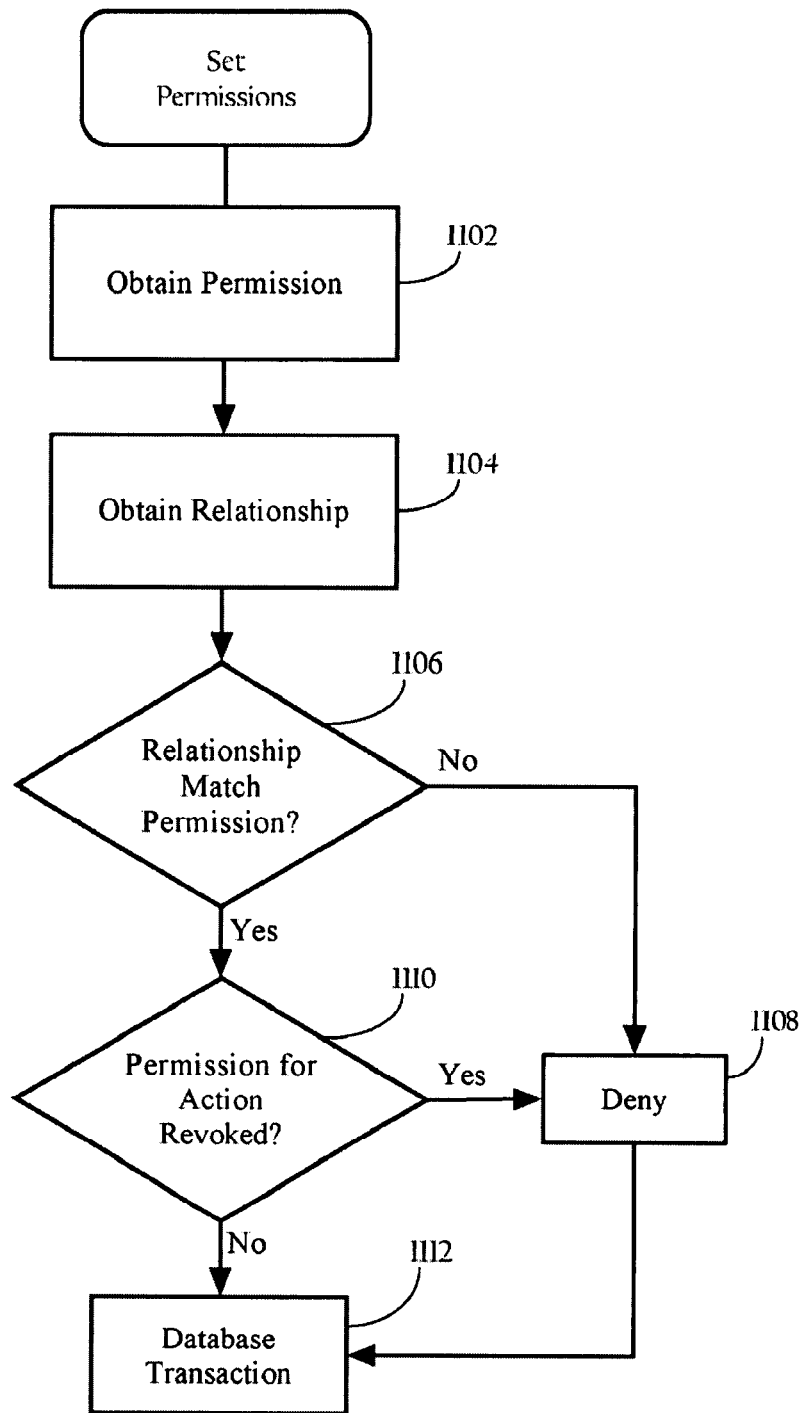 Set
Permissions
1102
Obtain Permission
1104
Obtain Relationship
1106
Relationship
Match
Permission?
No
Yes
1110
1108
Permission for
Action
Revoked?
Yes
Deny
No
1112
Database
Transaction